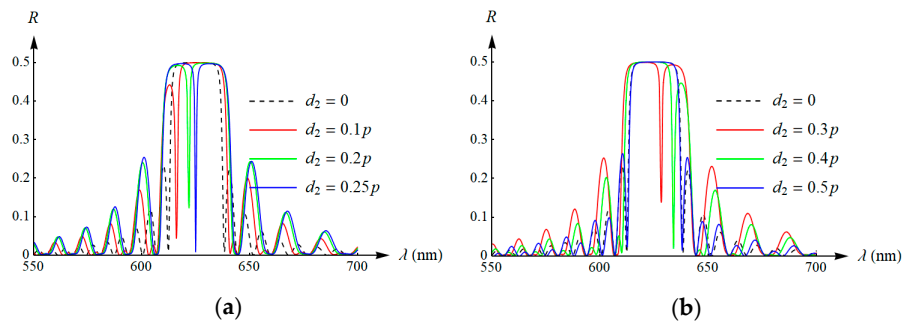 R
0.5
0.4
0.3
0.2
0.1
0
550
600
650
700
λ (nm)
d₂ = 0
d₂ = 0.1p
d₂ = 0.2p
d₂ = 0.25p
(a)
R
0.5
0.4
0.3
0.2
0.1
0
550
600
650
700
λ (nm)
d₂ = 0
d₂ = 0.3p
d₂ = 0.4p
d₂ = 0.5p
(b)